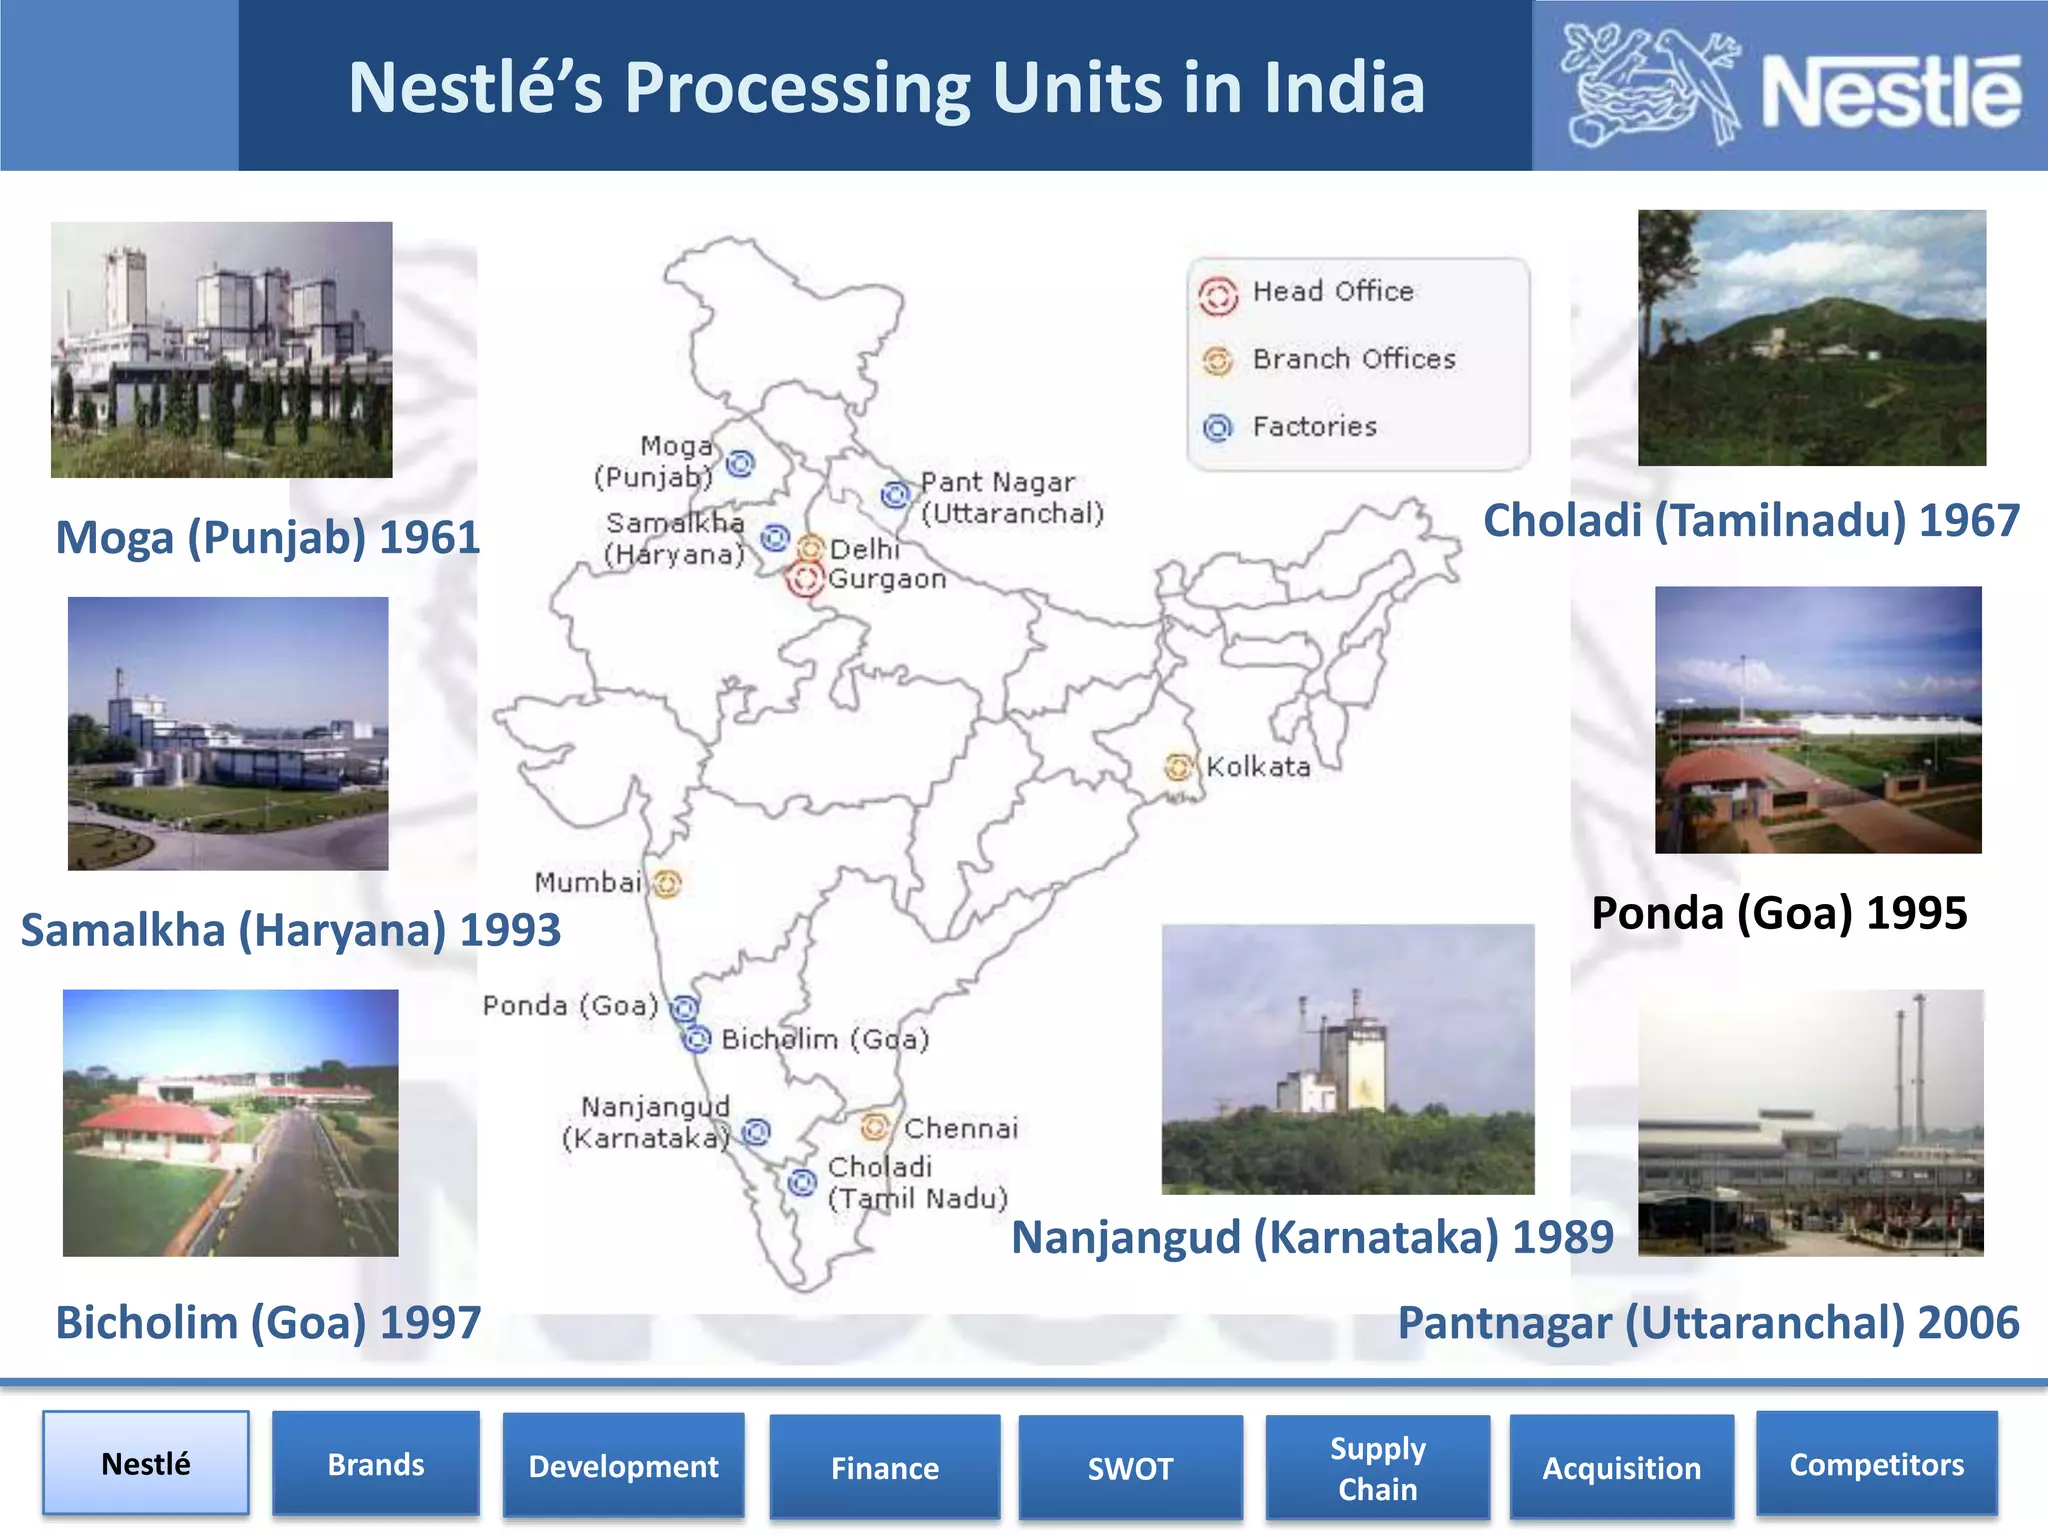 Nestlé’s Processing Units in India
Nestlé
Head Office
Branch Offices
Factories
Moga
(Punjab)
Pant Nagar
(Uttaranchal)
Samalkha
(Haryana)
Delhi
Gurgaon
Kolkata
Mumbai
Ponda (Goa)
Bicholim (Goa)
Nanjangud
(Karnataka)
Chennai
Choladi
(Tamil Nadu)
Moga (Punjab) 1961
Choladi (Tamilnadu) 1967
Samalkha (Haryana) 1993
Ponda (Goa) 1995
Nanjangud (Karnataka) 1989
Bicholim (Goa) 1997
Pantnagar (Uttaranchal) 2006
Nestlé
Brands
Development
Finance
SWOT
Supply
Chain
Acquisition
Competitors